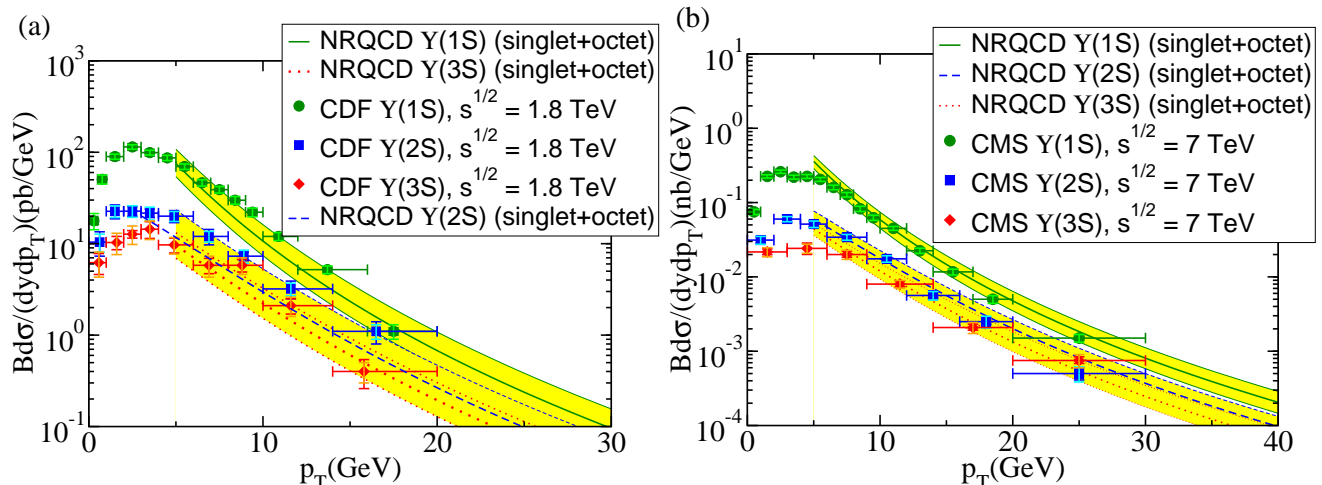 (a)
NRQCD ϒ(1S) (singlet+octet)
NRQCD ϒ(3S) (singlet+octet)
CDF ϒ(1S), s^{1/2} = 1.8 TeV
CDF ϒ(2S), s^{1/2} = 1.8 TeV
CDF ϒ(3S), s^{1/2} = 1.8 TeV
NRQCD ϒ(2S) (singlet+octet)
Bdσ/(dydp_T)(pb/GeV)
10^3
10^2
10^1
10^0
10^{-1}
0 10 20 30
p_T(GeV)
(b)
NRQCD ϒ(1S) (singlet+octet)
NRQCD ϒ(2S) (singlet+octet)
NRQCD ϒ(3S) (singlet+octet)
CMS ϒ(1S), s^{1/2} = 7 TeV
CMS ϒ(2S), s^{1/2} = 7 TeV
CMS ϒ(3S), s^{1/2} = 7 TeV
Bdσ/(dydp_T)(nb/GeV)
10^1
10^0
10^{-1}
10^{-2}
10^{-3}
10^{-4}
0 10 20 30 40
p_T(GeV)